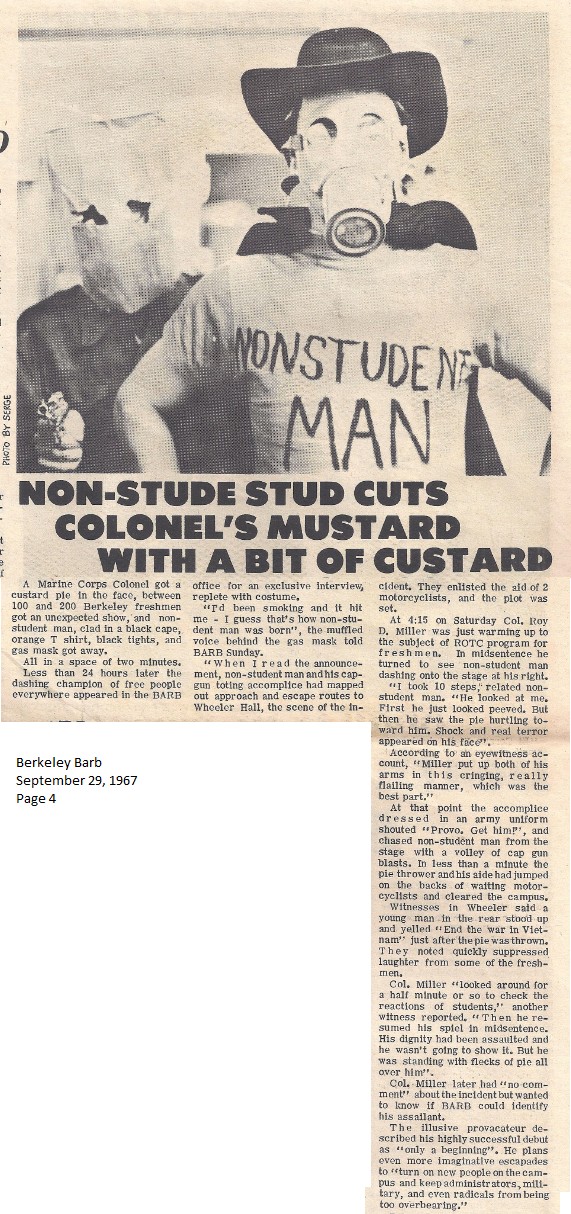 NONSTUDENT
MAN
PHOTO BY SERGE
NON-STUDE STUD CUTS
COLONEL'S MUSTARD
WITH A BIT OF CUSTARD
A Marine Corps Colonel got a
custard pie in the face, between
100 and 200 Berkeley freshmen
got an unexpected show, and non-
student man, clad in a black cape,
orange T shirt, black tights, and
gas mask got away.
All in a space of two minutes.
Less than 24 hours later the
dashing champion of free people
everywhere appeared in the BARB
office for an exclusive interview,
replete with costume.
"I'd been smoking and it hit
me - I guess that's how non-stu-
dent man was born", the muffled
voice behind the gas mask told
BARB Sunday.
"When I read the announce-
ment, non-student man and his cap-
gun toting accomplice had mapped
out approach and escape routes to
Wheeler Hall, the scene of the in-
cident. They enlisted the aid of 2
motorcyclists, and the plot was
set.
At 4:15 on Saturday Col. Roy
D. Miller was just warming up to
the subject of ROTC program for
freshmen. In midsentence he
turned to see non-student man
dashing onto the stage at his right.
"I took 10 steps," related non-
student man. "He looked at me.
First he just looked peeved. But
then he saw the pie hurtling to-
ward him. Shock and real terror
appeared on his face".
According to an eyewitness ac-
count, "Miller put up both of his
arms in this cringing, really
flailing manner, which was the
best part."
At that point the accomplice
dressed in an army uniform
shouted "Provo. Get him!", and
chased non-student man from the
stage with a volley of cap gun
blasts. In less than a minute the
pie thrower and his aide had jumped
on the backs of waiting motor-
cyclists and cleared the campus.
Witnesses in Wheeler said a
young man in the rear stood up
and yelled "End the war in Viet-
nam" just after the pie was thrown.
They noted quickly suppressed
laughter from some of the fresh-
men.
Col. Miller "looked around for
a half minute or so to check the
reactions of students," another
witness reported. "Then he re-
sumed his spiel in midsentence.
His dignity had been assaulted and
he wasn't going to show it. But he
was standing with flecks of pie all
over him".
Col. Miller later had "no com-
ment" about the incident but wanted
to know if BARB could identify
his assailant.
The illusive provacateur de-
scribed his highly successful debut
as "only a beginning". He plans
even more imaginative escapades
to "turn on new people on the cam-
pus and keep administrators, mili-
tary, and even radicals from being
too overbearing."
Berkeley Barb
September 29, 1967
Page 4